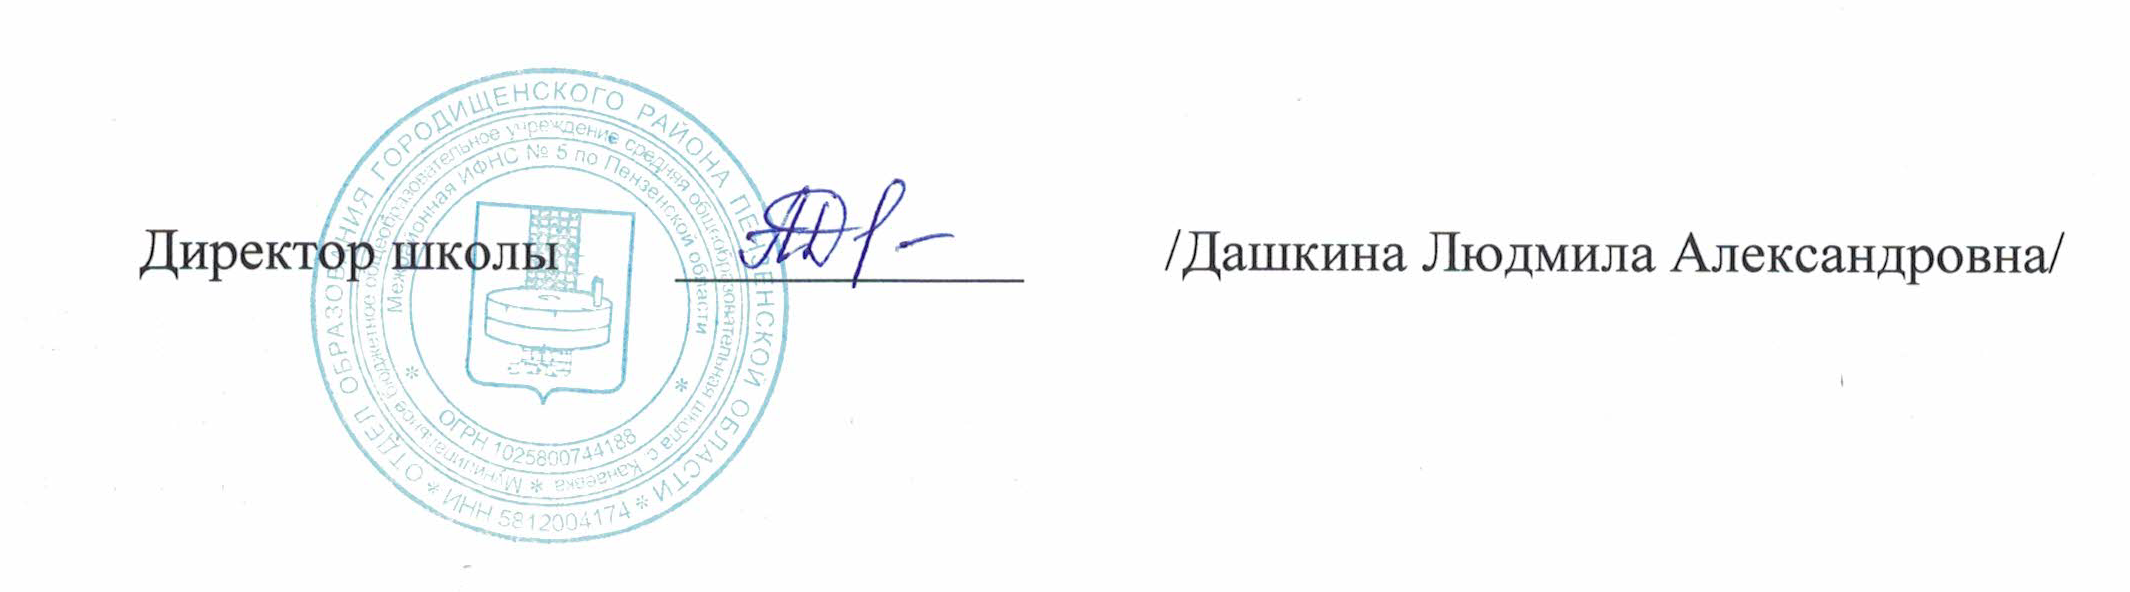 Директор школы /Дашкина Людмила Александровна/
ОТДЕЛ ОБРАЗОВАНИЯ ГОРОДИЩЕНСКОГО РАЙОНА ПЕНЗЕНСКОЙ ОБЛАСТИ * ИНН 5812004174 *
Муниципальное бюджетное общеобразовательное учреждение средняя общеобразовательная школа с. Канаевка *
Межрайонная ИФНС № 5 по Пензенской области *
ОГРН 1025800744188 *